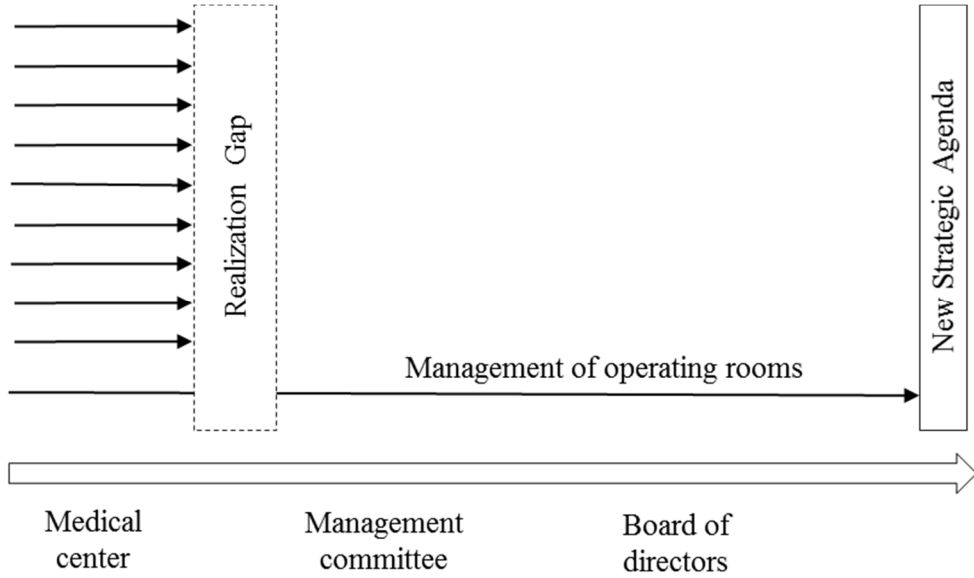 Realization Gap
New Strategic Agenda
Management of operating rooms
Medical
center
Management
committee
Board of
directors